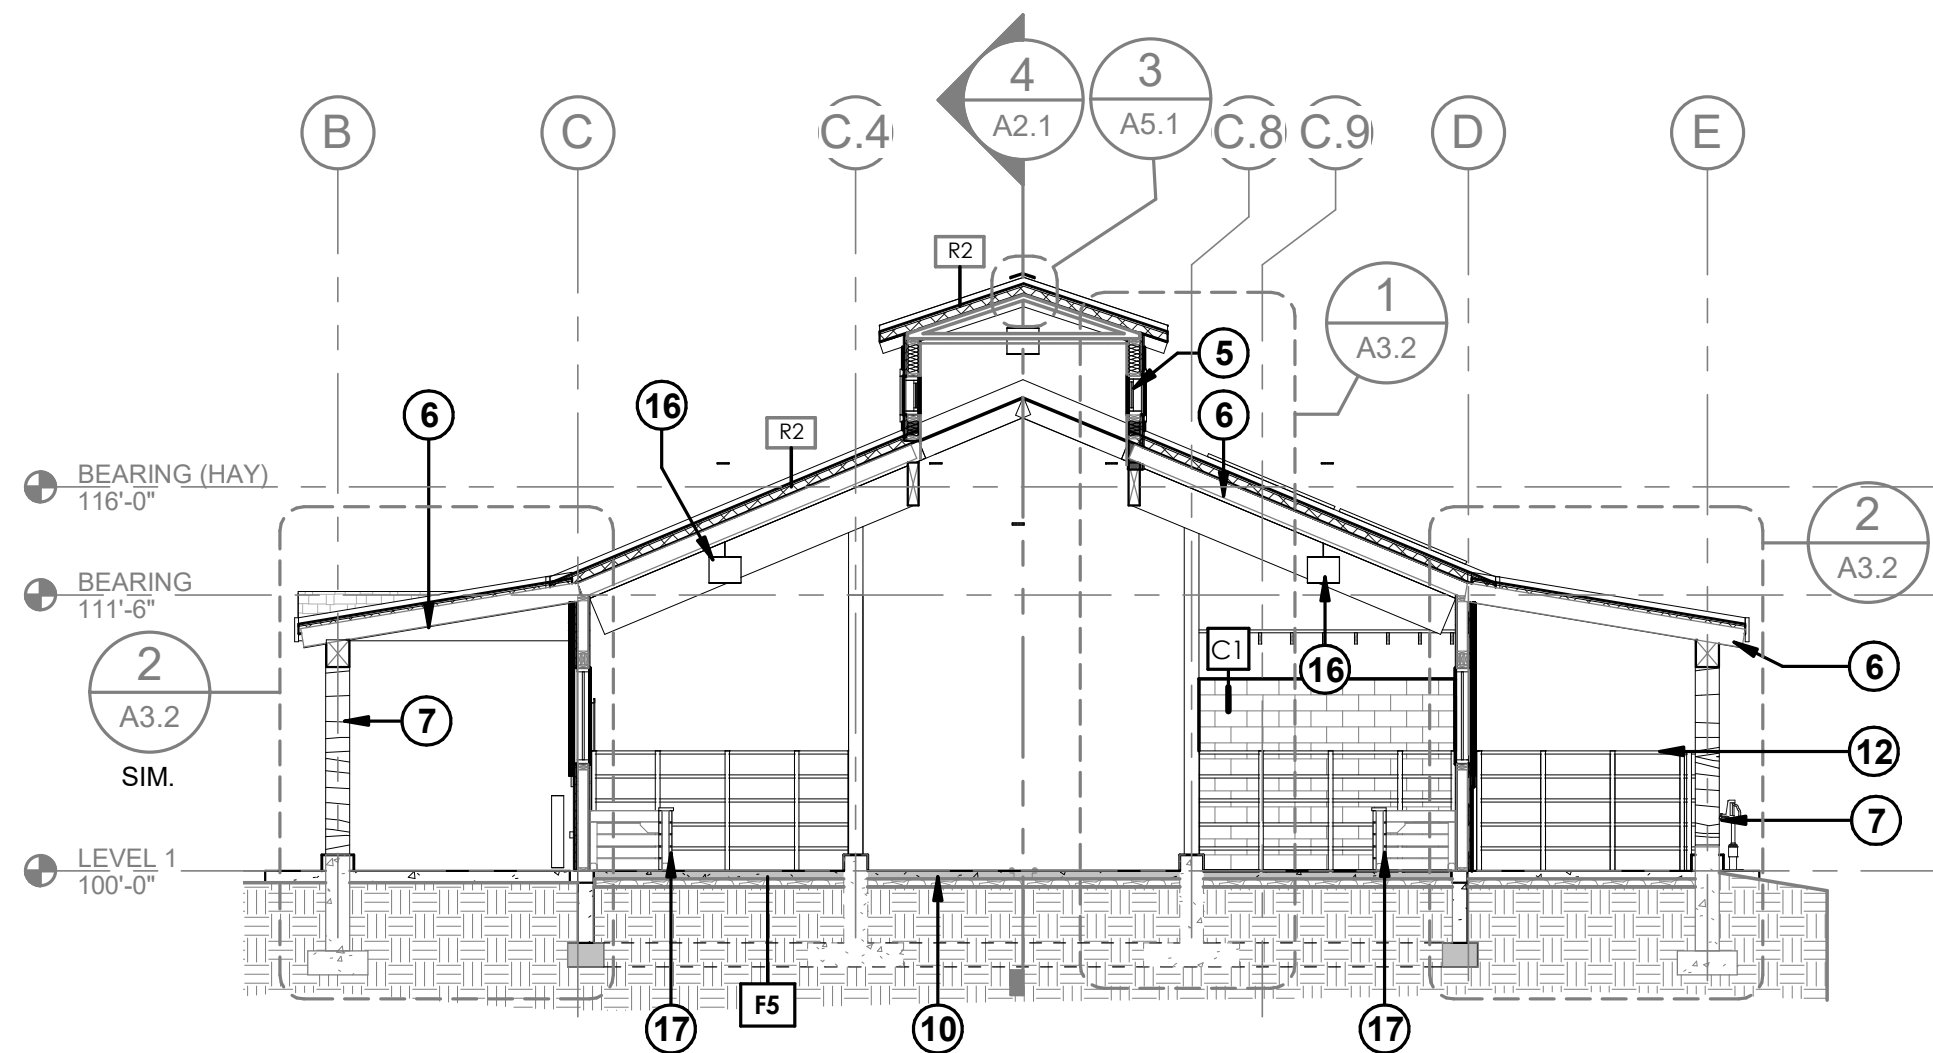 4
A2.1
3
A5.1
B
C
C.4
C.8
C.9
D
E
R2
1
A3.2
5
6
16
6
R2
BEARING (HAY)
116'-0"
2
A3.2
BEARING
111'-6"
2
A3.2
SIM.
C1
16
6
7
12
7
LEVEL 1
100'-0"
F5
17
10
17